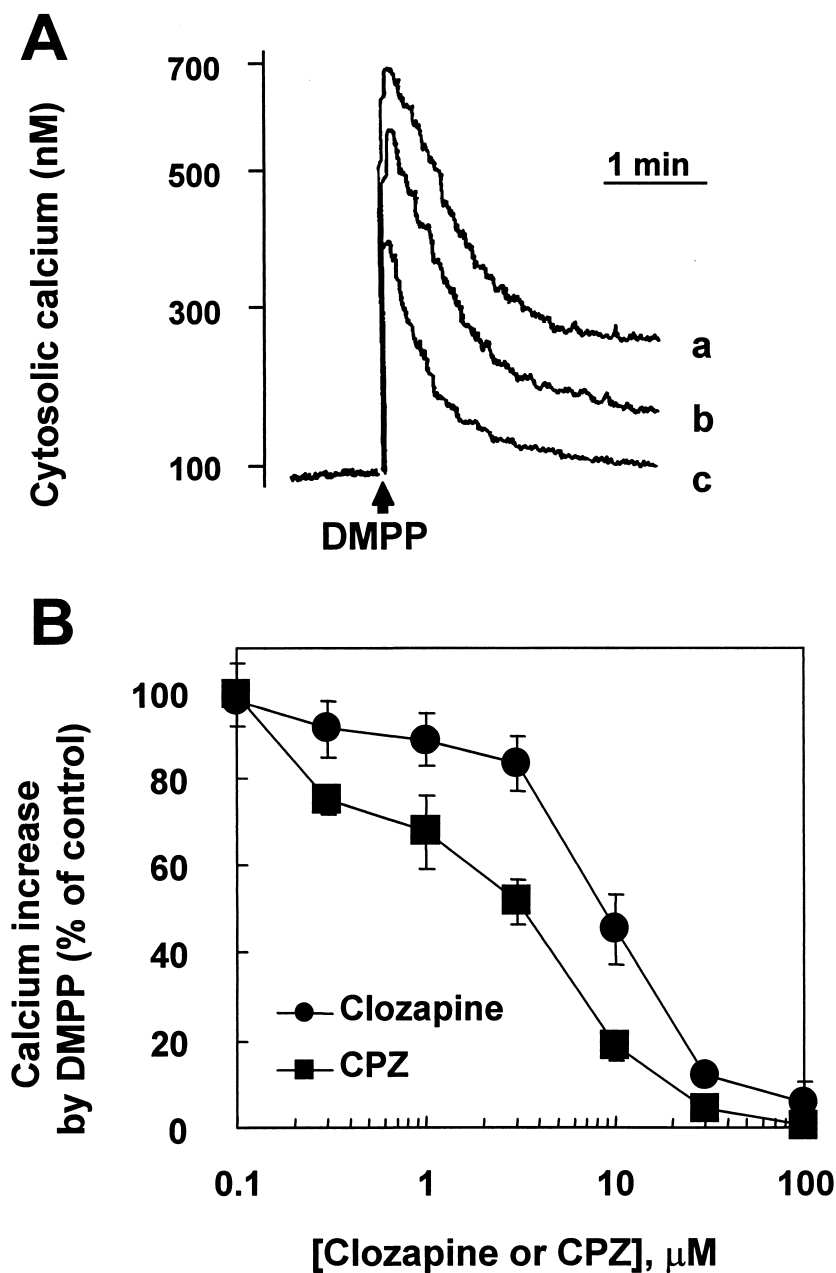 A
Cytosolic calcium (nM)
700
500
300
100
1 min
a
b
c
DMPP
B
Calcium increase
by DMPP (% of control)
100
80
60
40
20
0
Clozapine
CPZ
0.1
1
10
100
[Clozapine or CPZ], μM